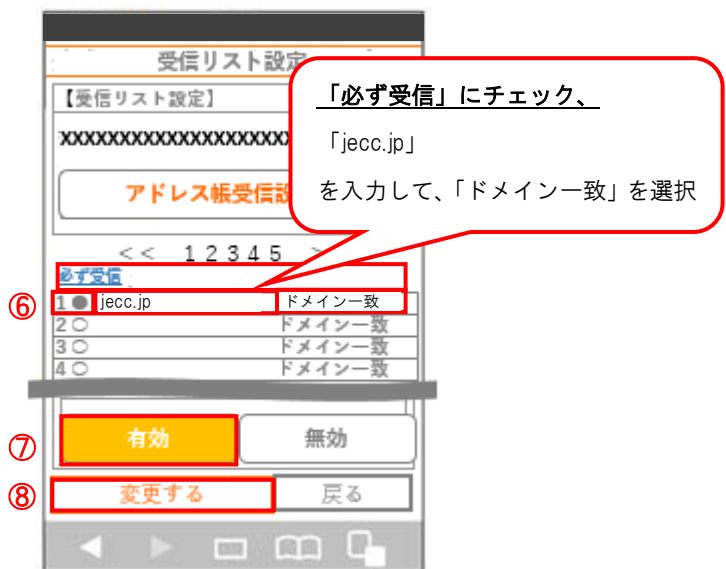 受信リスト設定
【受信リスト設定】
「必ず受信」にチェック、
「jecc.jp」
を入力して、「ドメイン一致」を選択
XXXXXXXXXXXXXXXXXXXX
アドレス帳受信設
<< 1 2 3 4 5 >
必ず受信
⑥ 1 jecc.jp ドメイン一致
2 ドメイン一致
3 ドメイン一致
4 ドメイン一致
⑦ 有効 無効
⑧ 変更する 戻る